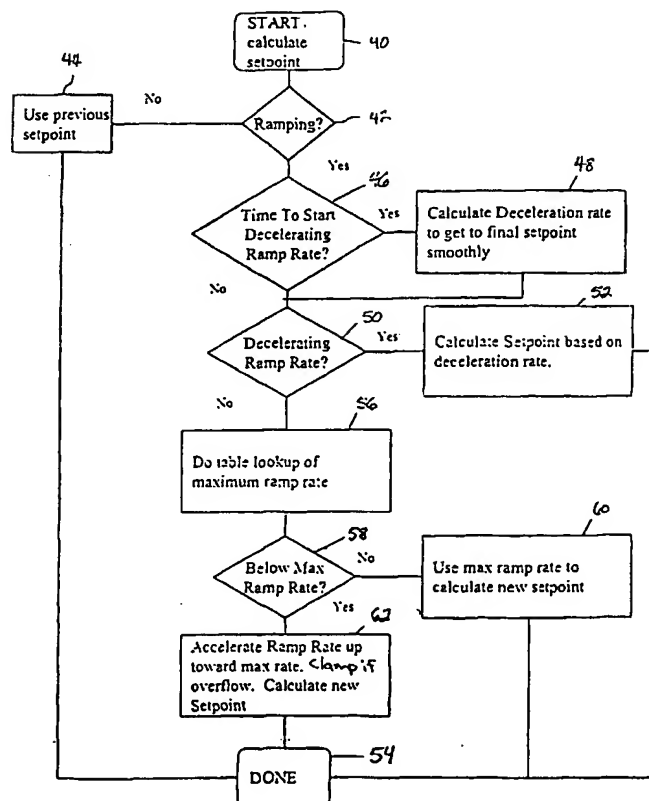 START.
calculate
setpoint
40
44
No
Use previous
setpoint
Ramping?
42
Yes
46
48
Time To Start
Decelerating
Ramp Rate?
Yes
Calculate Deceleration rate
to get to final setpoint
smoothly
No
50
52
Decelerating
Ramp Rate?
Yes
Calculate Setpoint based on
deceleration rate.
No
56
Do table lookup of
maximum ramp rate
58
60
Below Max
Ramp Rate?
No
Use max ramp rate to
calculate new setpoint
Yes
62
Accelerate Ramp Rate up
toward max rate. Clamp if
overflow. Calculate new
Setpoint
54
DONE